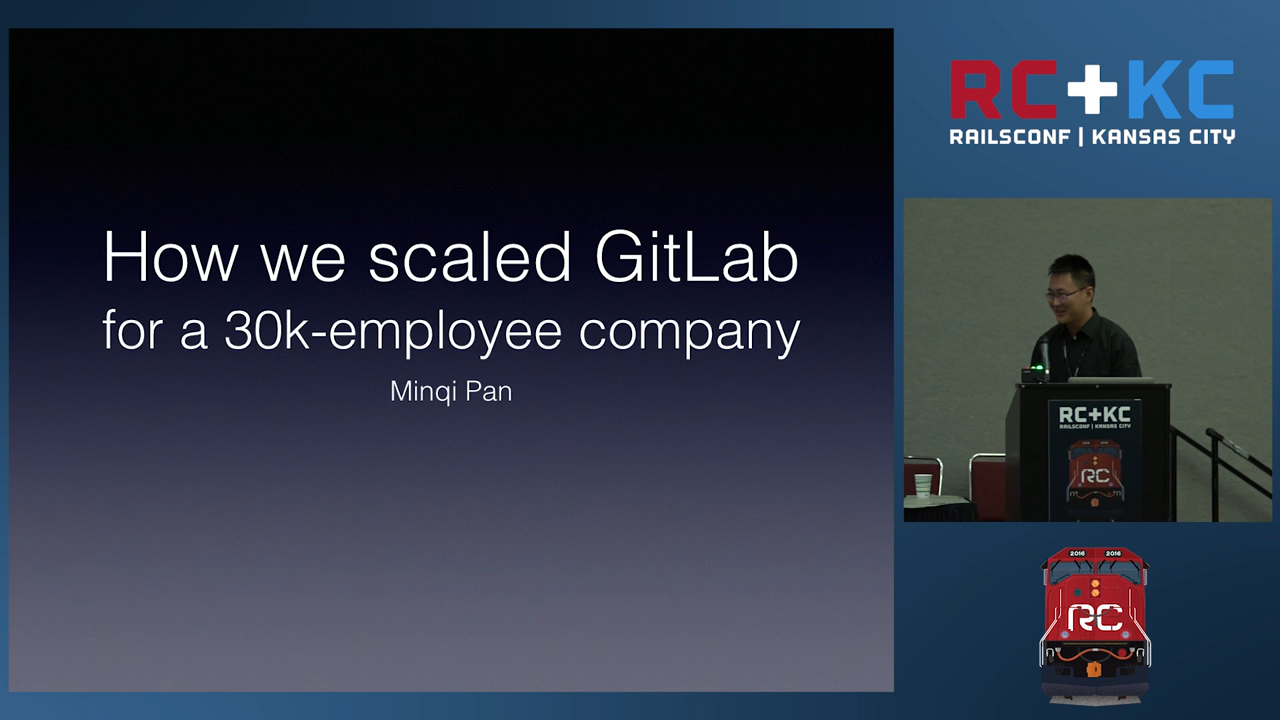 How we scaled GitLab
for a 30k-employee company
Minqi Pan
RC+KC
RAILSCONF | KANSAS CITY
RC+KC
RAILSCONF | KANSAS CITY
RC
2016 2016
RC